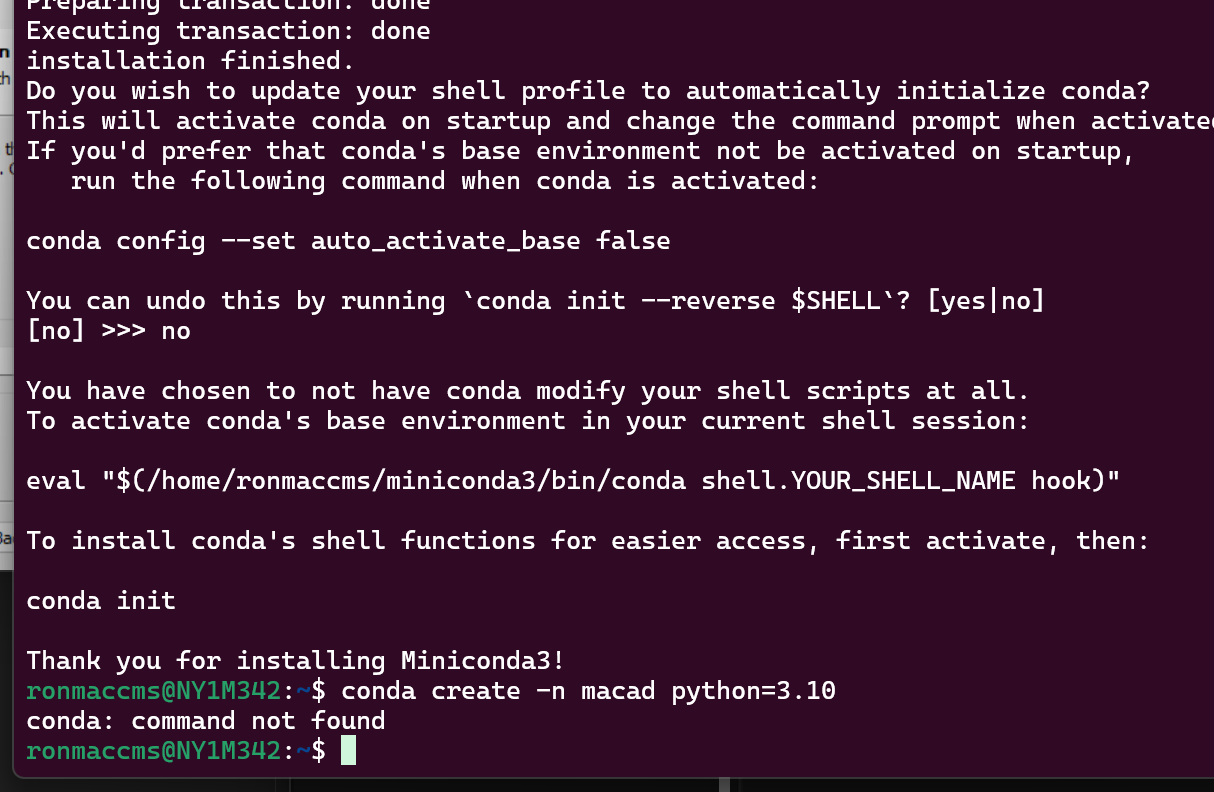 Preparing transaction: done
Executing transaction: done
installation finished.
Do you wish to update your shell profile to automatically initialize conda?
This will activate conda on startup and change the command prompt when activated
If you'd prefer that conda's base environment not be activated on startup,
   run the following command when conda is activated:

conda config --set auto_activate_base false

You can undo this by running `conda init --reverse $SHELL`? [yes|no]
[no] >>> no

You have chosen to not have conda modify your shell scripts at all.
To activate conda's base environment in your current shell session:

eval "$(/home/ronmaccms/miniconda3/bin/conda shell.YOUR_SHELL_NAME hook)"

To install conda's shell functions for easier access, first activate, then:

conda init

Thank you for installing Miniconda3!
ronmaccms@NY1M342:~$ conda create -n macad python=3.10
conda: command not found
ronmaccms@NY1M342:~$